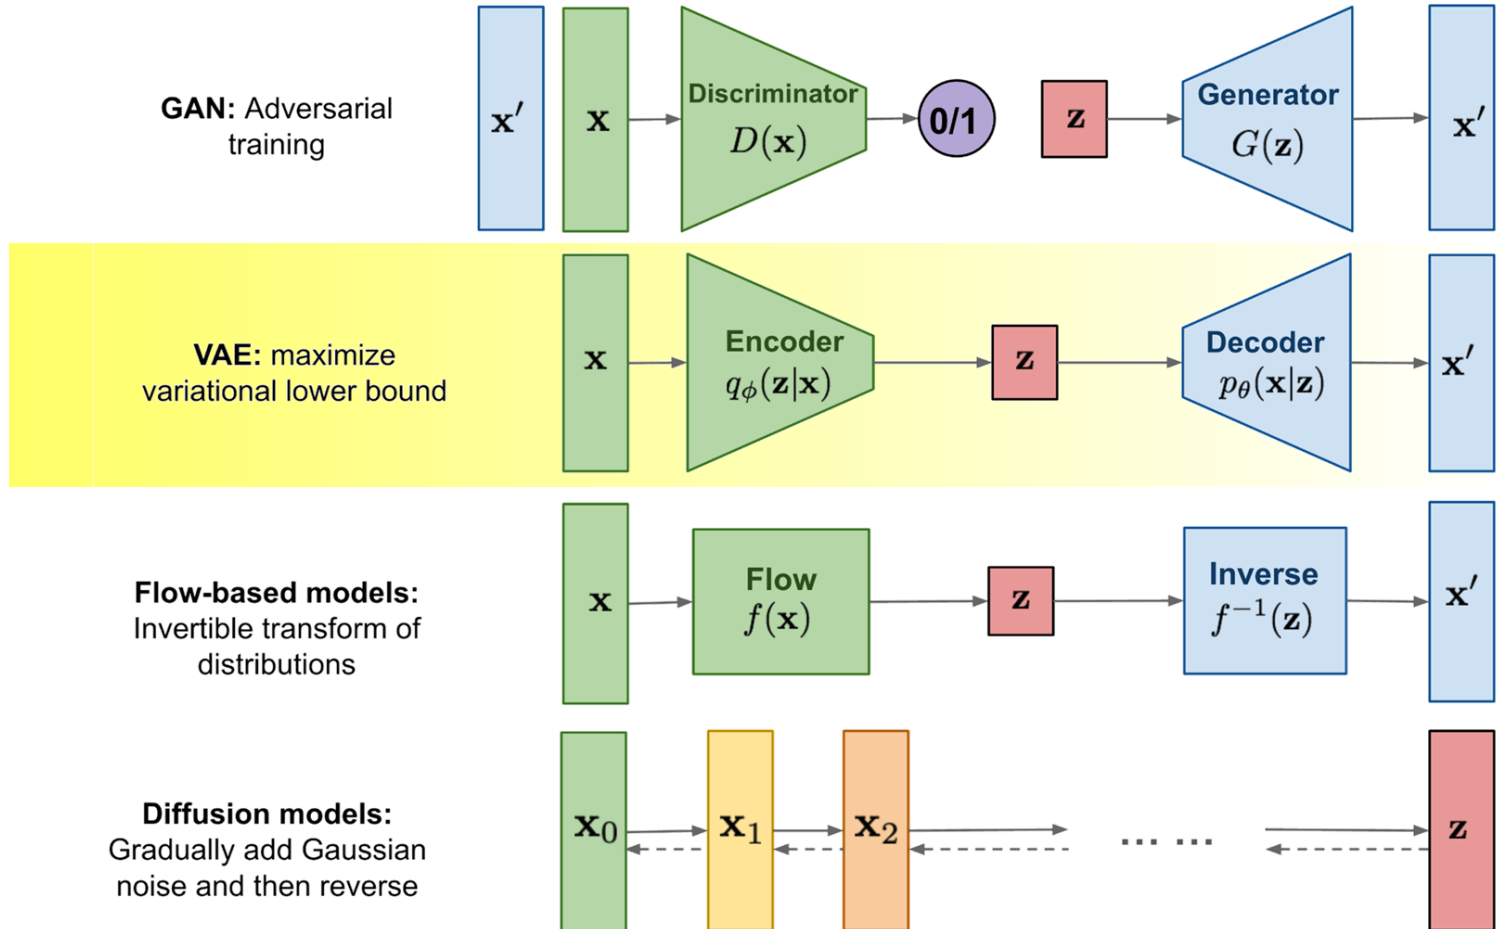 GAN: Adversarial
training
x′
x
Discriminator
D(x)
0/1
z
Generator
G(z)
x′
VAE: maximize
variational lower bound
x
Encoder
qϕ(z|x)
z
Decoder
pθ(x|z)
x′
Flow-based models:
Invertible transform of
distributions
x
Flow
f(x)
z
Inverse
f⁻¹(z)
x′
Diffusion models:
Gradually add Gaussian
noise and then reverse
x₀
x₁
x₂
... ...
z